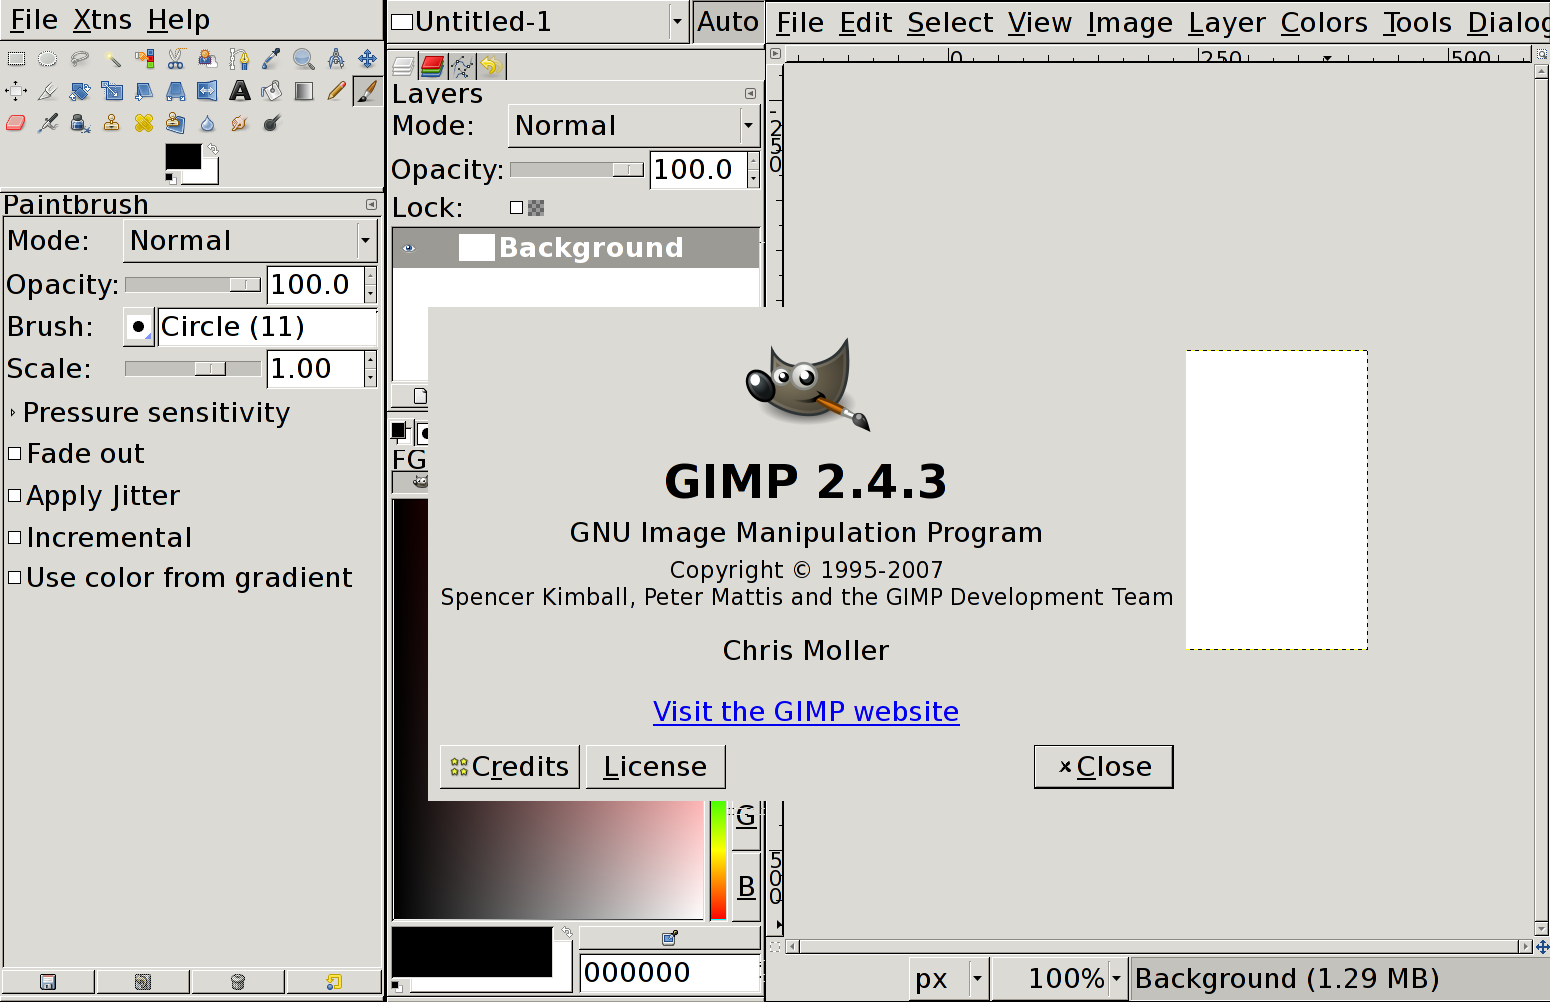 File Xtns Help
Paintbrush
Mode: Normal
Opacity: 100.0
Brush: Circle (11)
Scale: 1.00
Pressure sensitivity
Fade out
Apply Jitter
Incremental
Use color from gradient
Untitled-1 Auto
Layers
Mode: Normal
Opacity: 100.0
Lock:
Background
FG
G
B
000000
File Edit Select View Image Layer Colors Tools Dialog
0 250 500
-250
500
px 100% Background (1.29 MB)
GIMP 2.4.3
GNU Image Manipulation Program
Copyright © 1995-2007
Spencer Kimball, Peter Mattis and the GIMP Development Team
Chris Moller
Visit the GIMP website
Credits License Close